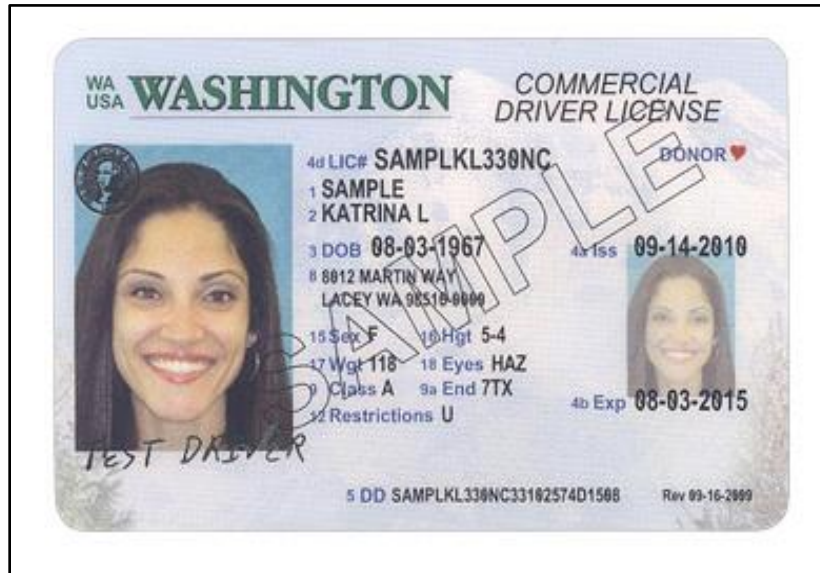 WA
USA WASHINGTON
COMMERCIAL
DRIVER LICENSE
4d LIC# SAMPLKL330NC
DONOR
1 SAMPLE
2 KATRINA L
3 DOB 08-03-1967
4a Iss 09-14-2010
8 8012 MARTIN WAY
LACEY WA 98516-0000
15 Sex F 16 Hgt 5-4
17 Wgt 118 18 Eyes HAZ
9 Class A 9a End 7TX
4b Exp 08-03-2015
12 Restrictions U
SAMPLE
TEST DRIVER
5 DD SAMPLKL330NC33102574D1508
Rev 09-16-2009